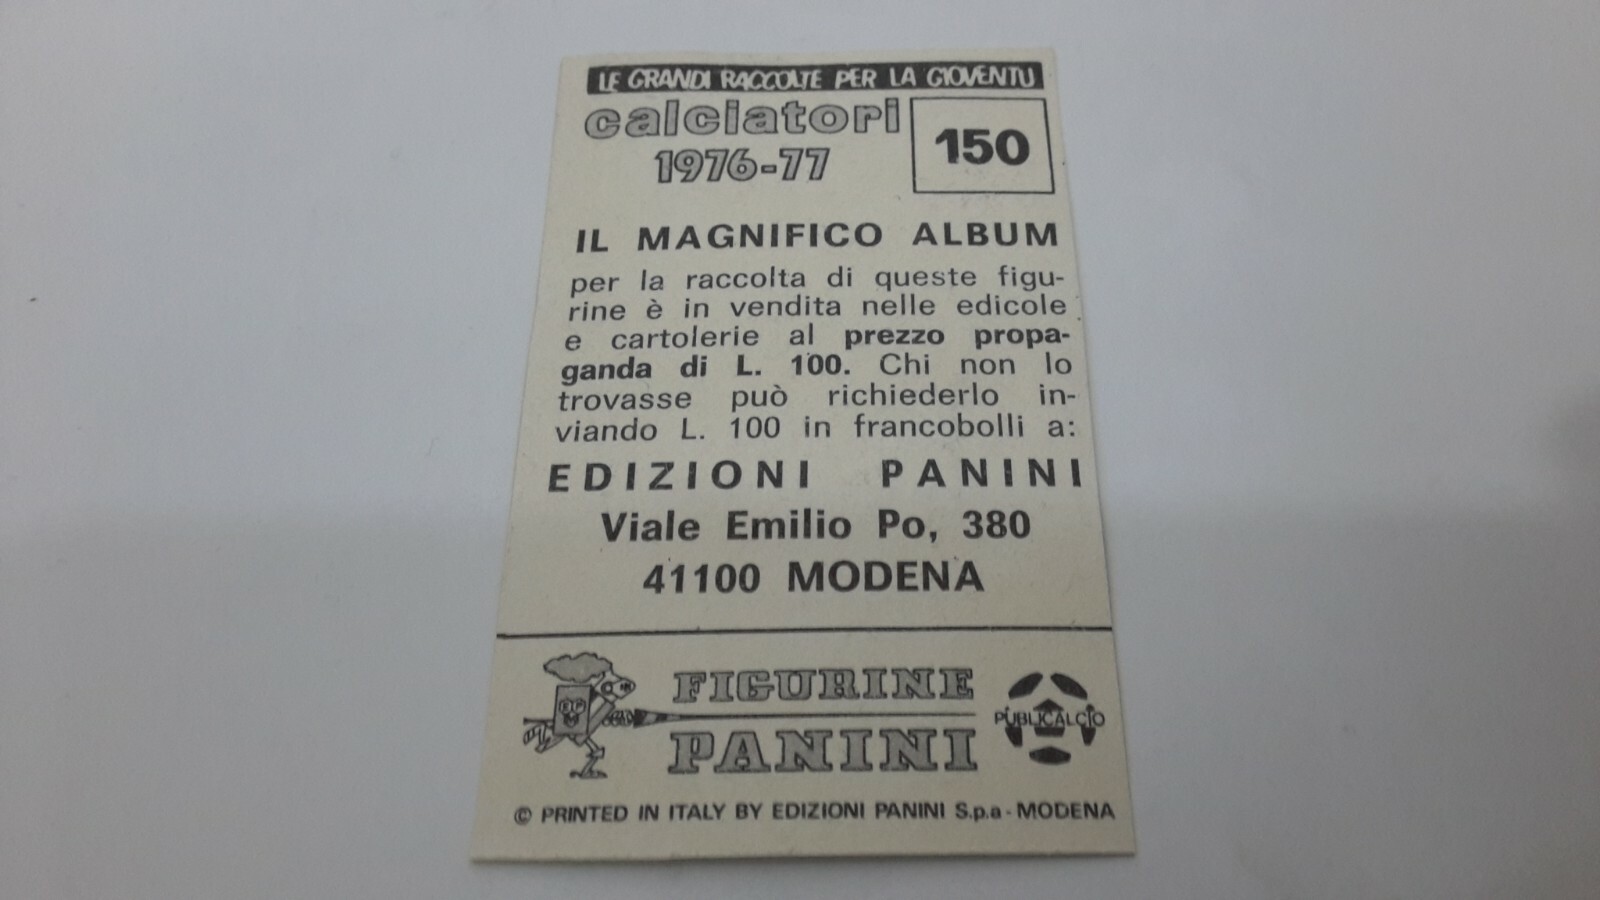 LE GRANDI RACCOLTE PER LA GIOVENTU
calciatori
1976-77
150
IL MAGNIFICO ALBUM
per la raccolta di queste figu-
rine è in vendita nelle edicole
e cartolerie al prezzo propa-
ganda di L. 100. Chi non lo
trovasse può richiederlo in-
viando L. 100 in francobolli a:
EDIZIONI PANINI
Viale Emilio Po, 380
41100 MODENA
EP
FIGURINE
PANINI
PUBLICALCIO
© PRINTED IN ITALY BY EDIZIONI PANINI S.p.a - MODENA